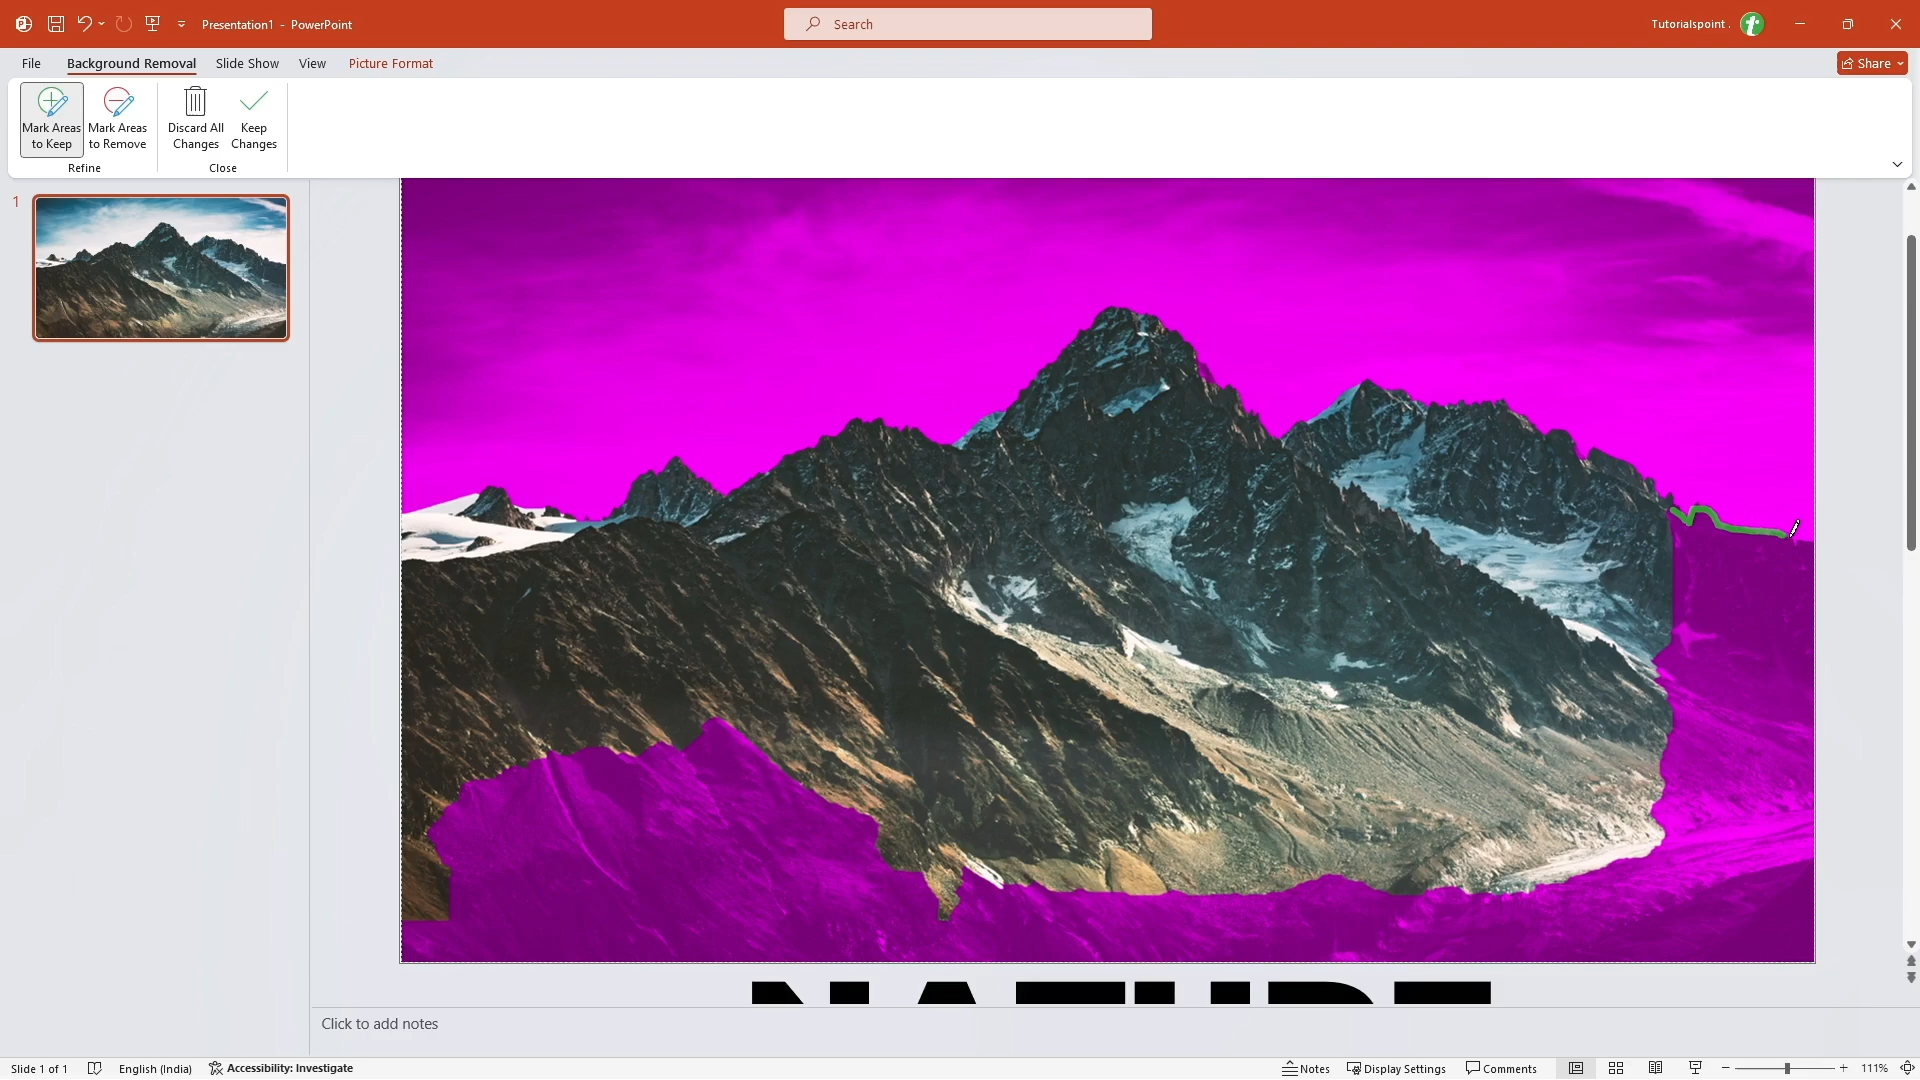 Presentation1 - PowerPoint
Search
Tutorialspoint .
File
Background Removal
Slide Show
View
Picture Format
Share
Mark Areas to Keep
Mark Areas to Remove
Discard All Changes
Keep Changes
Refine
Close
1
NATURE
Click to add notes
Slide 1 of 1
English (India)
Accessibility: Investigate
Notes
Display Settings
Comments
111%